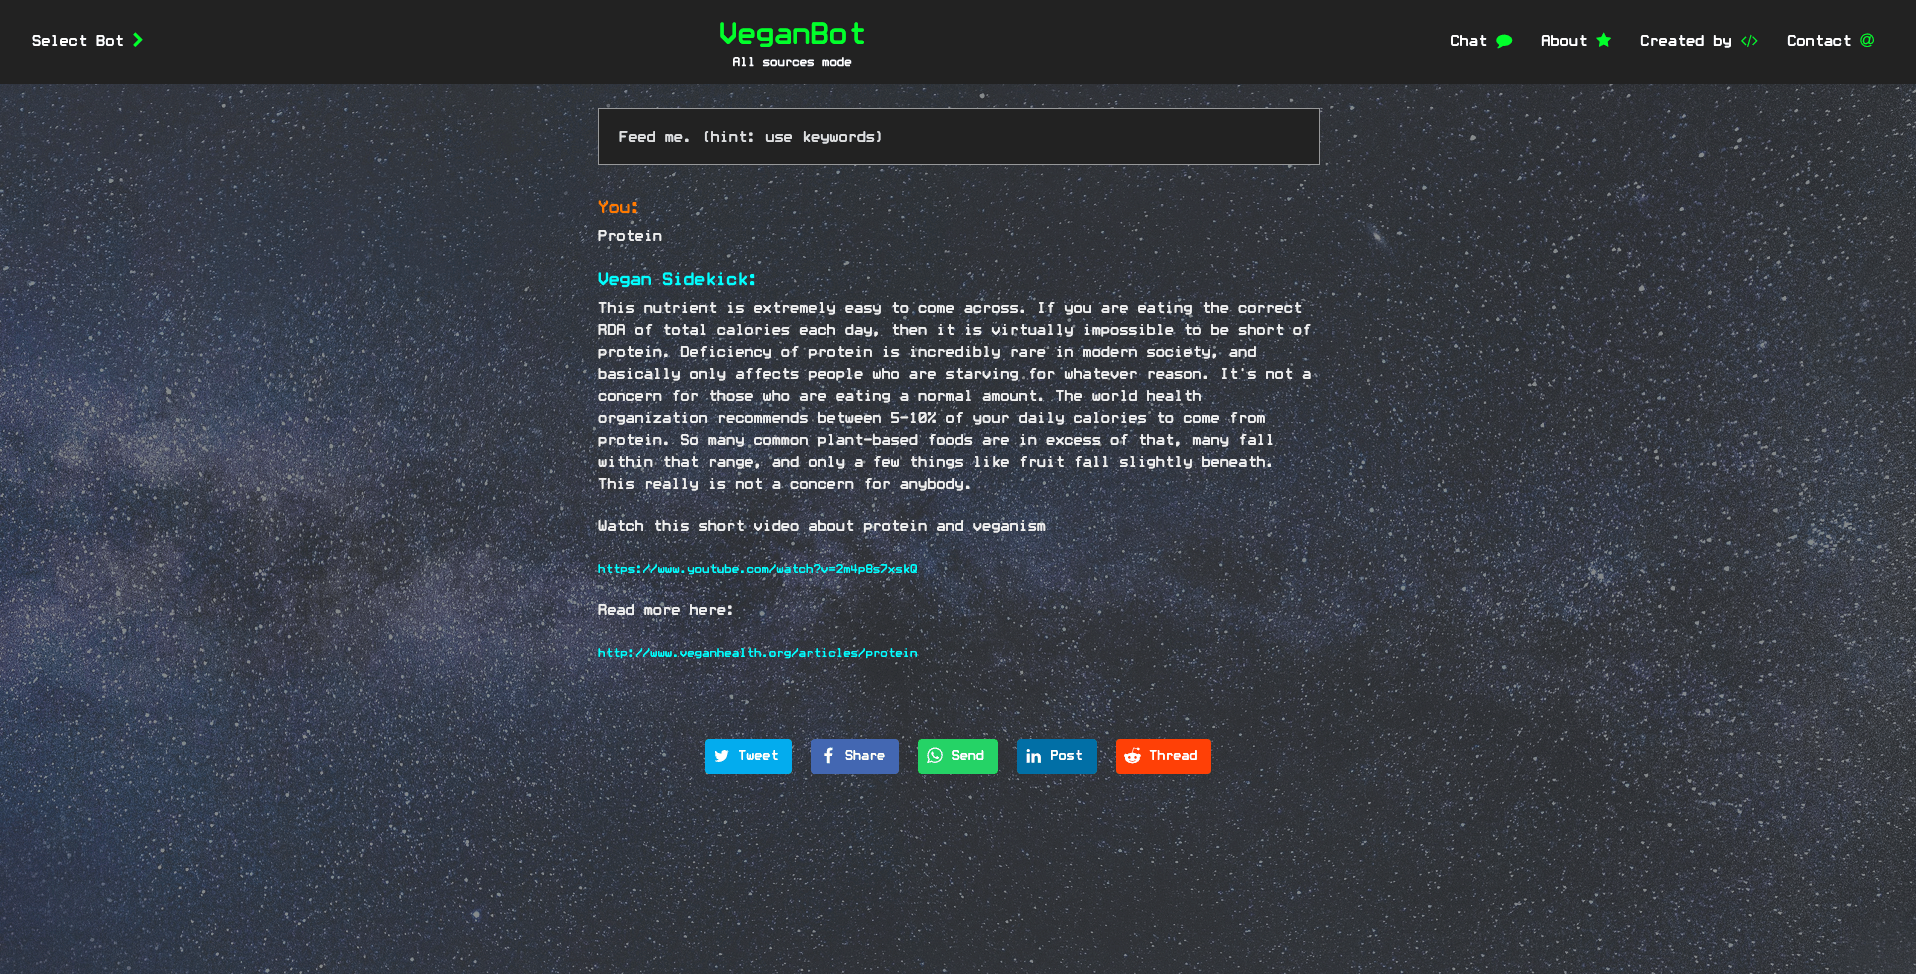 Select Bot
VeganBot
All sources mode
Chat
About
Created by
Contact
Feed me. (hint: use keywords)
You:
Protein
Vegan Sidekick:
This nutrient is extremely easy to come across. If you are eating the correct
RDA of total calories each day, then it is virtually impossible to be short of
protein. Deficiency of protein is incredibly rare in modern society, and
basically only affects people who are starving for whatever reason. It's not a
concern for those who are eating a normal amount. The world health
organization recommends between 5-10% of your daily calories to come from
protein. So many common plant-based foods are in excess of that, many fall
within that range, and only a few things like fruit fall slightly beneath.
This really is not a concern for anybody.
Watch this short video about protein and veganism
https://www.youtube.com/watch?v=2m4p8s7xskQ
Read more here:
http://www.veganhealth.org/articles/protein
Tweet
Share
Send
Post
Thread